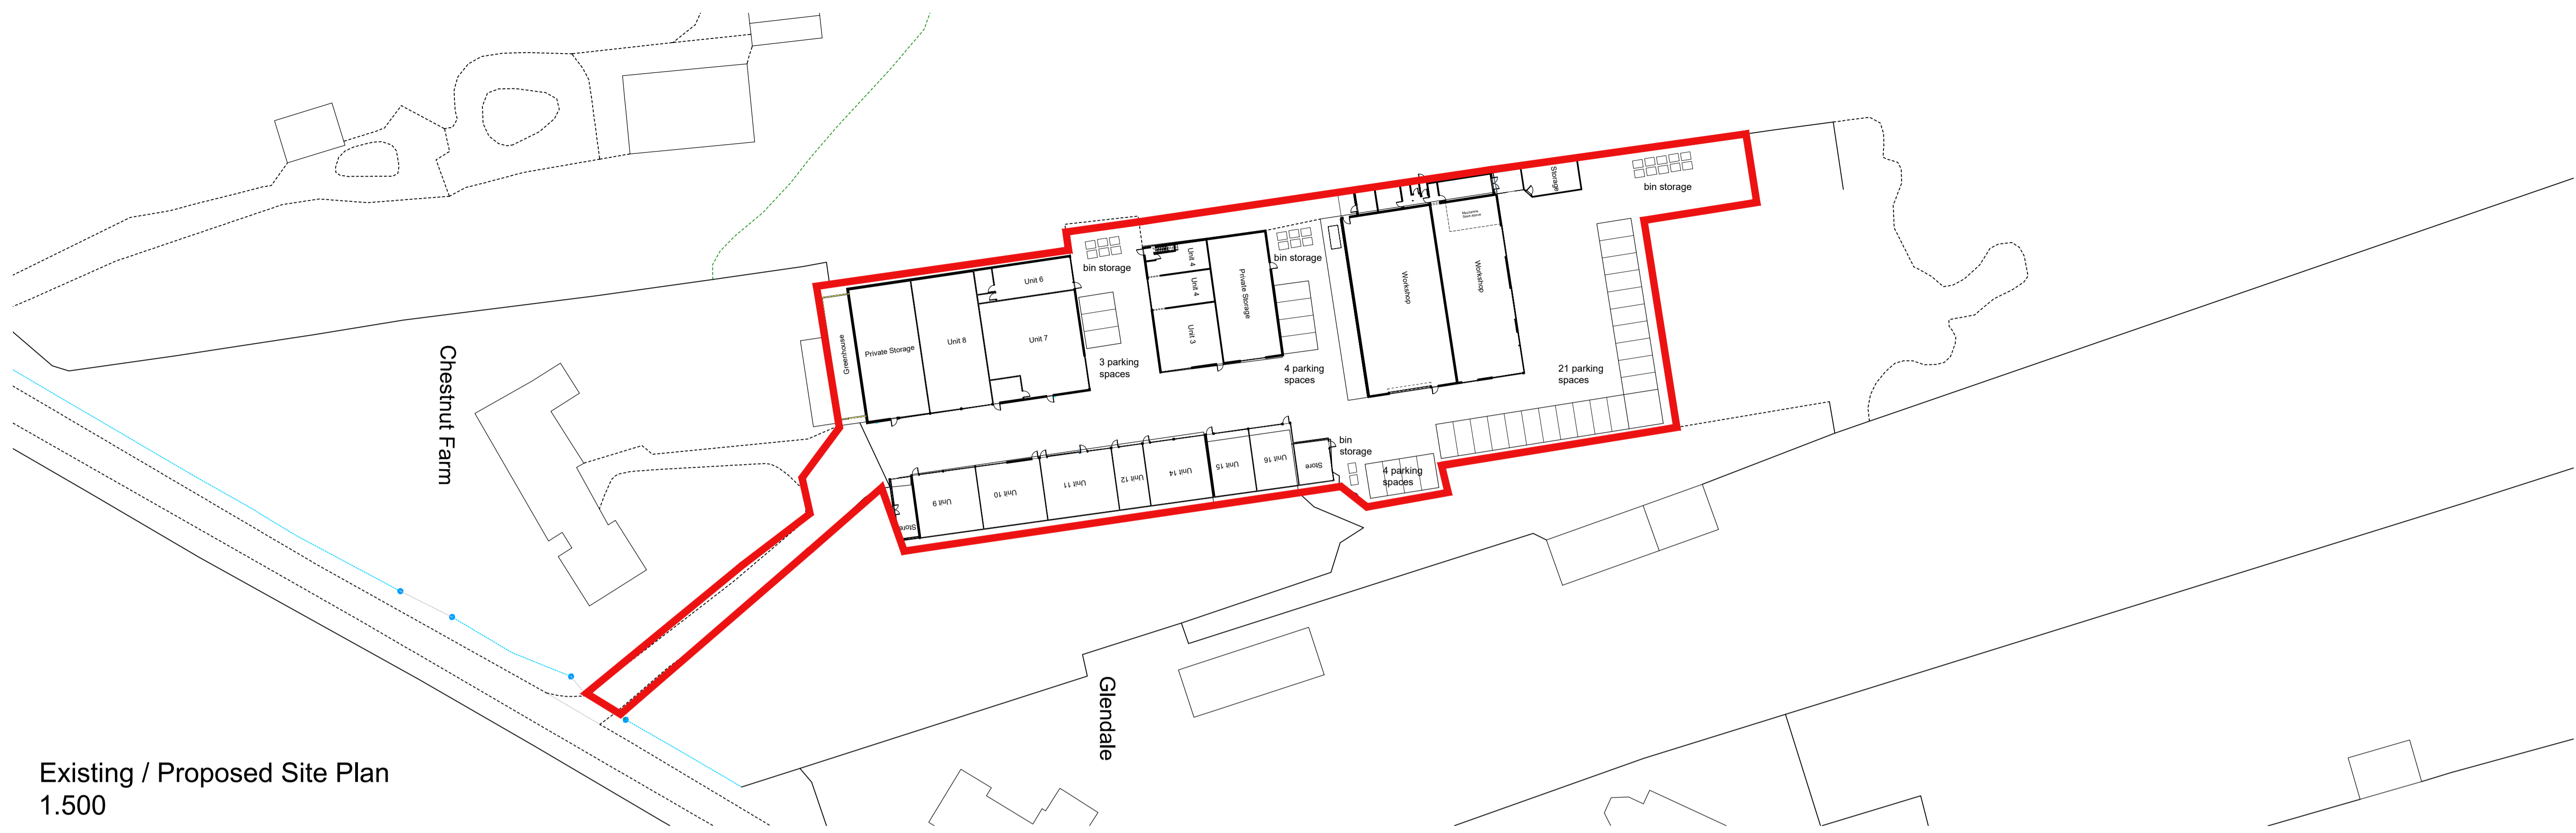 Storage
bin storage
Mezzanine
Store above
Unit 4
bin storage
bin storage
Unit 6
Private Storage
Workshop
Workshop
Unit 4
Unit 3
Unit 7
Unit 8
Private Storage
Greenhouse
3 parking
spaces
4 parking
spaces
21 parking
spaces
Chestnut Farm
bin
storage
4 parking
spaces
Store
Unit 16
Unit 15
Unit 14
Unit 12
Unit 11
Unit 10
Unit 9
Store
Glendale
Existing / Proposed Site Plan
1.500